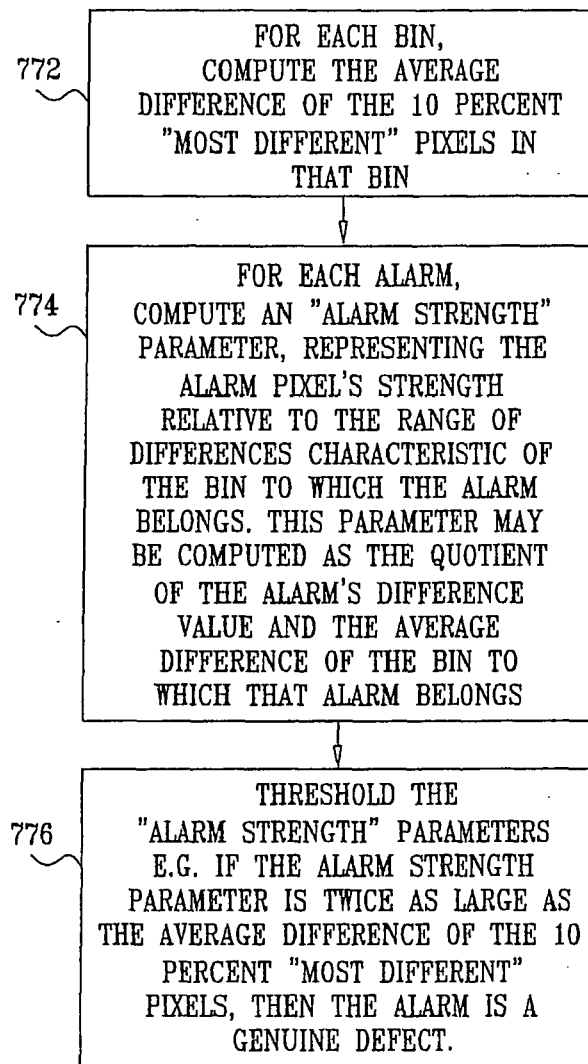 772
FOR EACH BIN,
COMPUTE THE AVERAGE
DIFFERENCE OF THE 10 PERCENT
"MOST DIFFERENT" PIXELS IN
THAT BIN
774
FOR EACH ALARM,
COMPUTE AN "ALARM STRENGTH"
PARAMETER, REPRESENTING THE
ALARM PIXEL'S STRENGTH
RELATIVE TO THE RANGE OF
DIFFERENCES CHARACTERISTIC OF
THE BIN TO WHICH THE ALARM
BELONGS. THIS PARAMETER MAY
BE COMPUTED AS THE QUOTIENT
OF THE ALARM'S DIFFERENCE
VALUE AND THE AVERAGE
DIFFERENCE OF THE BIN TO
WHICH THAT ALARM BELONGS
776
THRESHOLD THE
"ALARM STRENGTH" PARAMETERS
E.G. IF THE ALARM STRENGTH
PARAMETER IS TWICE AS LARGE AS
THE AVERAGE DIFFERENCE OF THE 10
PERCENT "MOST DIFFERENT"
PIXELS, THEN THE ALARM IS A
GENUINE DEFECT.